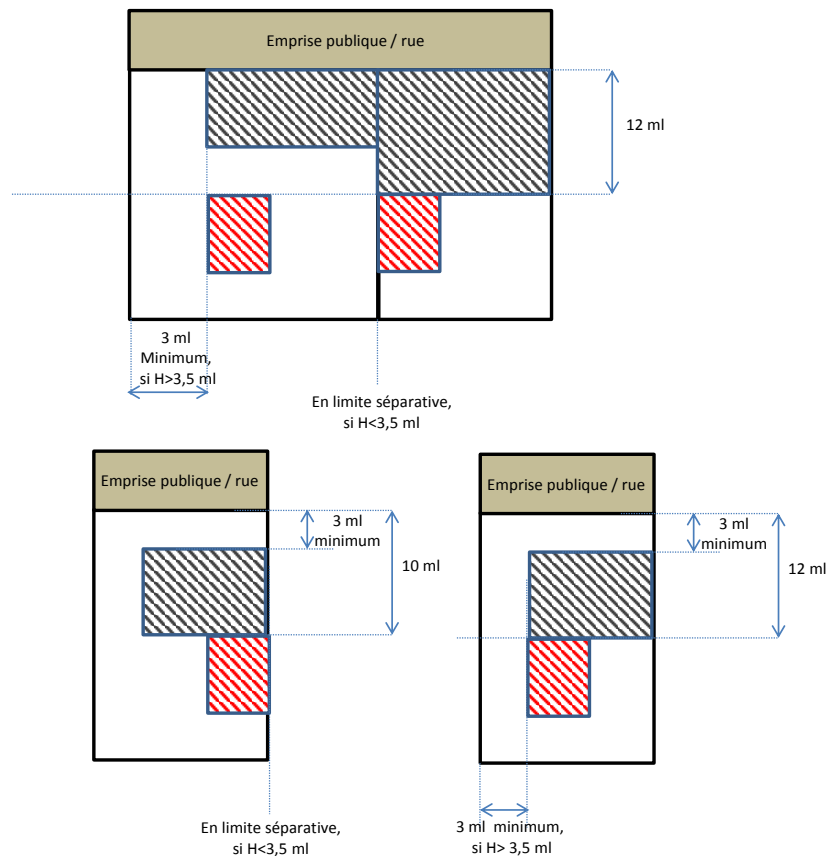 Emprise publique / rue
12 ml
3 ml
Minimum,
si H>3,5 ml
En limite séparative,
si H<3,5 ml
Emprise publique / rue
3 ml
minimum
10 ml
En limite séparative,
si H<3,5 ml
Emprise publique / rue
3 ml
minimum
12 ml
3 ml minimum,
si H> 3,5 ml